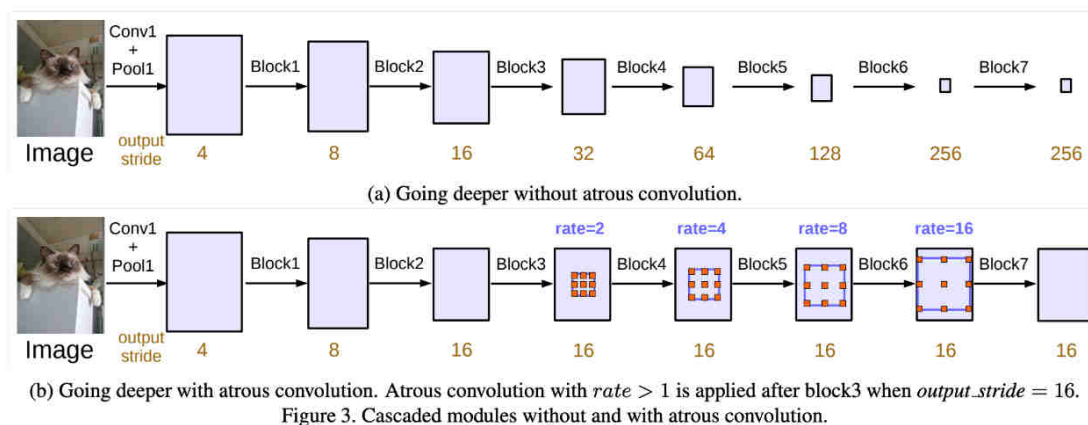 Conv1
+
Pool1
Block1 Block2 Block3 Block4 Block5 Block6 Block7
Image
output
stride
4 8 16 32 64 128 256 256
(a) Going deeper without atrous convolution.
rate=2 rate=4 rate=8 rate=16
Conv1
+
Pool1
Block1 Block2 Block3 Block4 Block5 Block6 Block7
Image
output
stride
4 8 16 16 16 16 16 16
(b) Going deeper with atrous convolution. Atrous convolution with rate > 1 is applied after block3 when output_stride = 16.
Figure 3. Cascaded modules without and with atrous convolution.